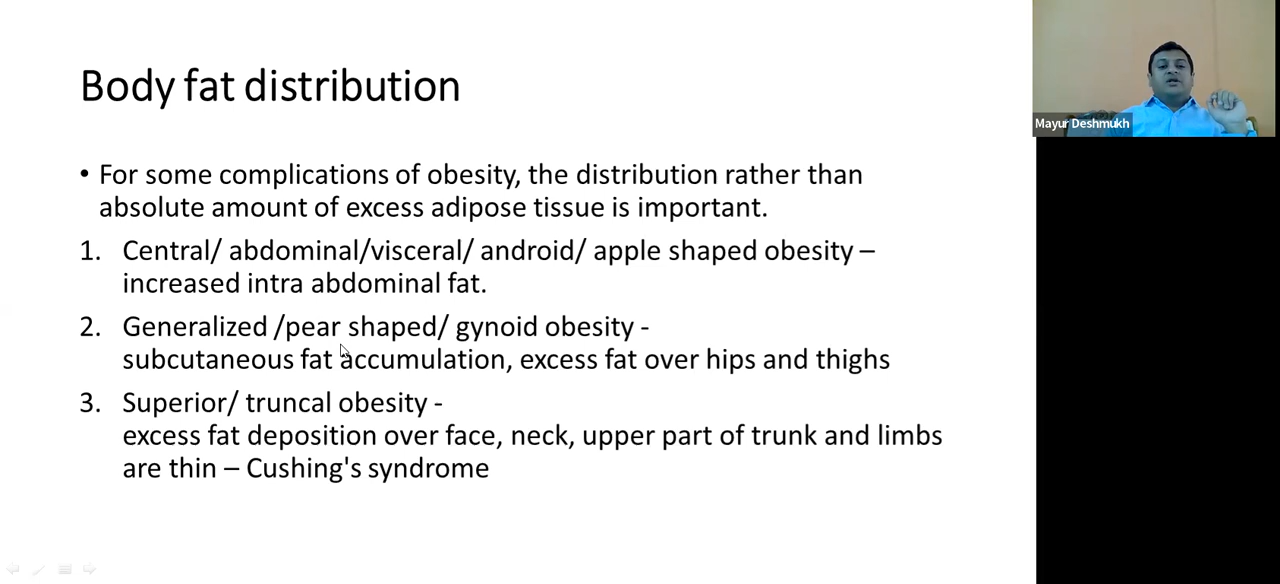 Body fat distribution
Mayur Deshmukh
• For some complications of obesity, the distribution rather than
absolute amount of excess adipose tissue is important.
1. Central/ abdominal/visceral/ android/ apple shaped obesity –
increased intra abdominal fat.
2. Generalized /pear shaped/ gynoid obesity -
subcutaneous fat accumulation, excess fat over hips and thighs
3. Superior/ truncal obesity -
excess fat deposition over face, neck, upper part of trunk and limbs
are thin – Cushing's syndrome